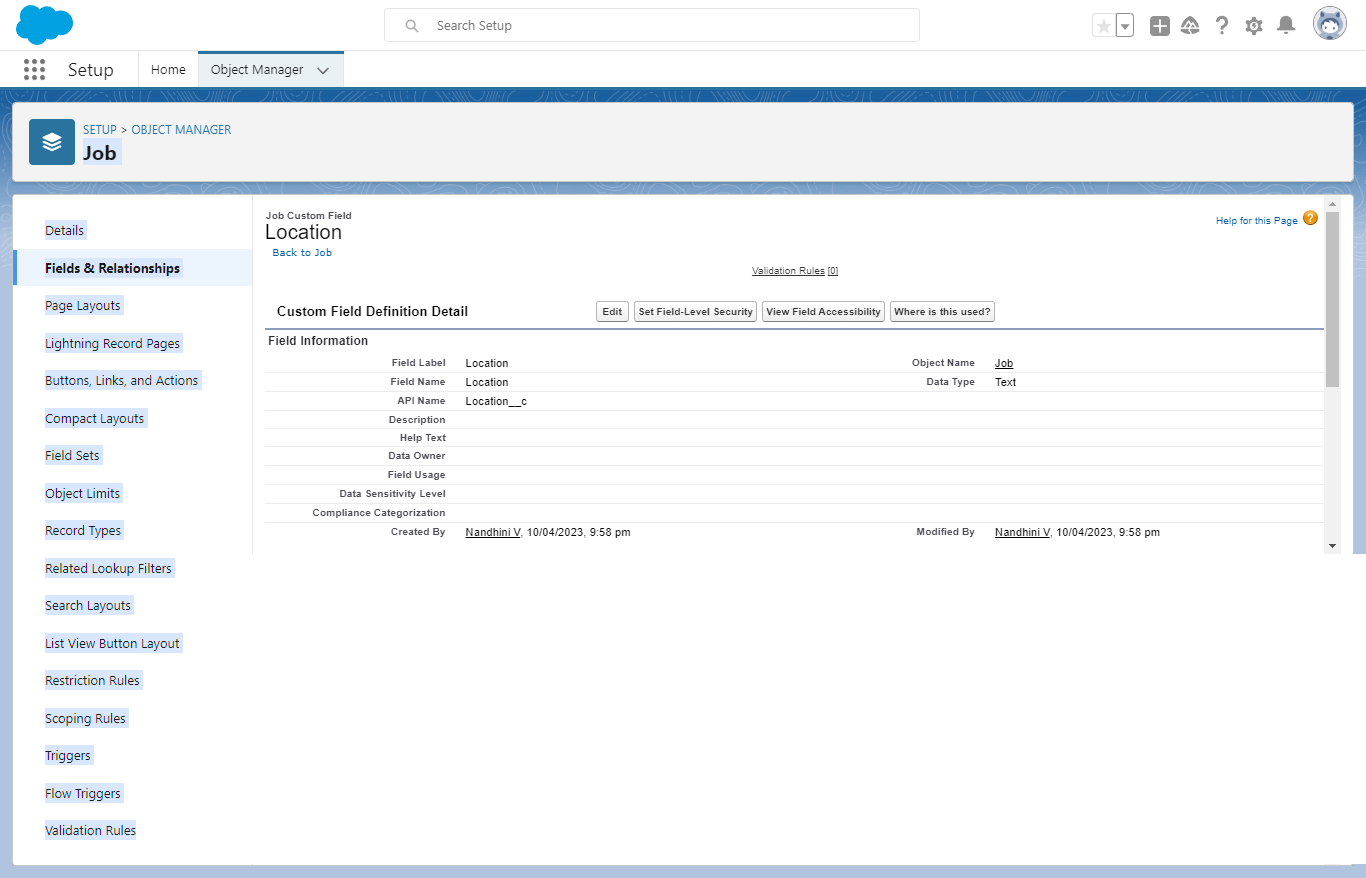 Search Setup
Setup
Home
Object Manager
SETUP > OBJECT MANAGER
Job
Details
Fields & Relationships
Page Layouts
Lightning Record Pages
Buttons, Links, and Actions
Compact Layouts
Field Sets
Object Limits
Record Types
Related Lookup Filters
Search Layouts
List View Button Layout
Restriction Rules
Scoping Rules
Triggers
Flow Triggers
Validation Rules
Job Custom Field
Location
Back to Job
Help for this Page ?
Validation Rules [0]
Custom Field Definition Detail Edit Set Field-Level Security View Field Accessibility Where is this used?
Field Information
Field Label Location Object Name Job
Field Name Location Data Type Text
API Name Location__c
Description
Help Text
Data Owner
Field Usage
Data Sensitivity Level
Compliance Categorization
Created By Nandhini V, 10/04/2023, 9:58 pm Modified By Nandhini V, 10/04/2023, 9:58 pm